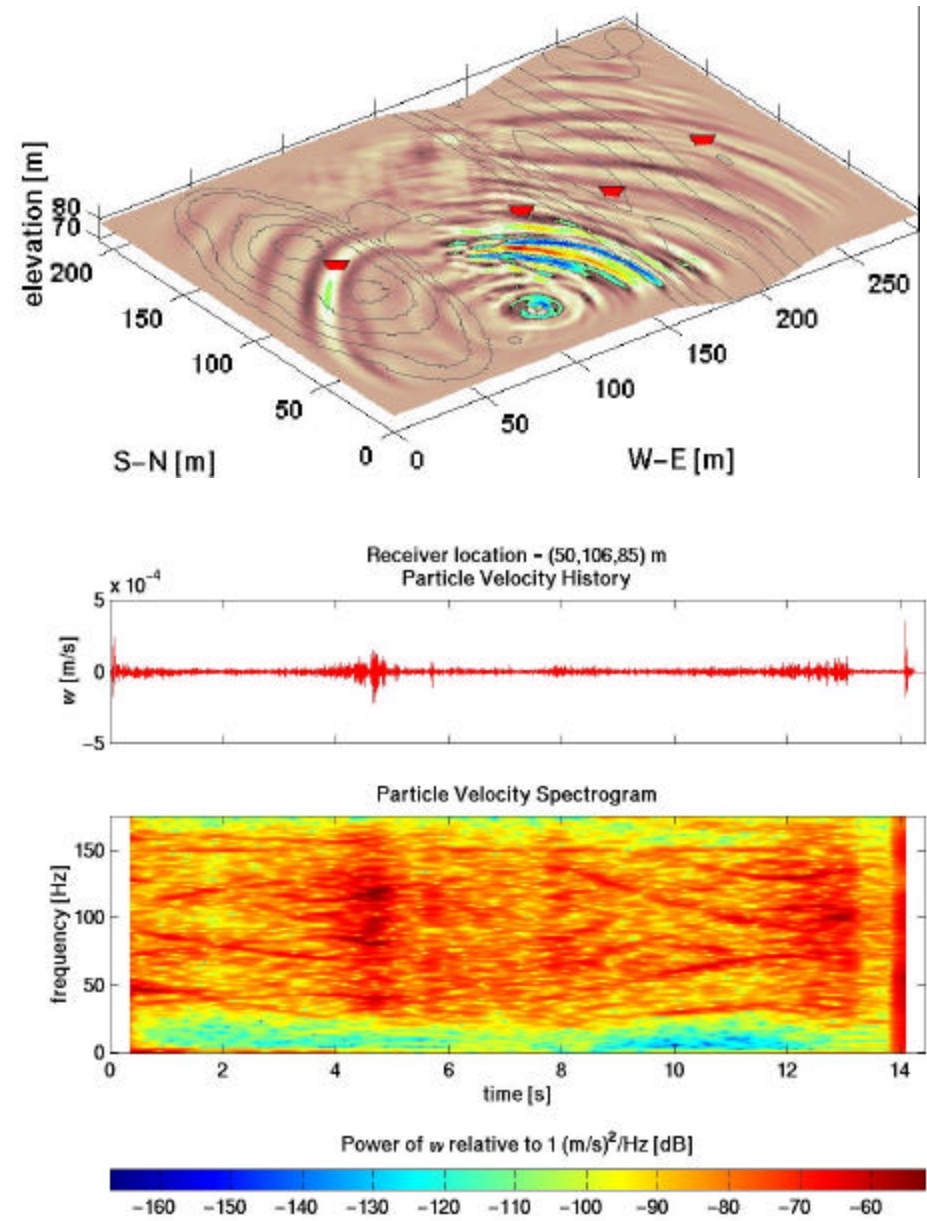 elevation [m]
80
70
200
150
100
50
0
0
50
100
150
200
250
S–N [m]
W–E [m]
Receiver location – (50,106,85) m
Particle Velocity History
5 x 10⁻⁴
0
–5
w [m/s]
Particle Velocity Spectrogram
150
100
50
0
frequency [Hz]
0 2 4 6 8 10 12 14
time [s]
Power of w relative to 1 (m/s)²/Hz [dB]
–160 –150 –140 –130 –120 –110 –100 –90 –80 –70 –60